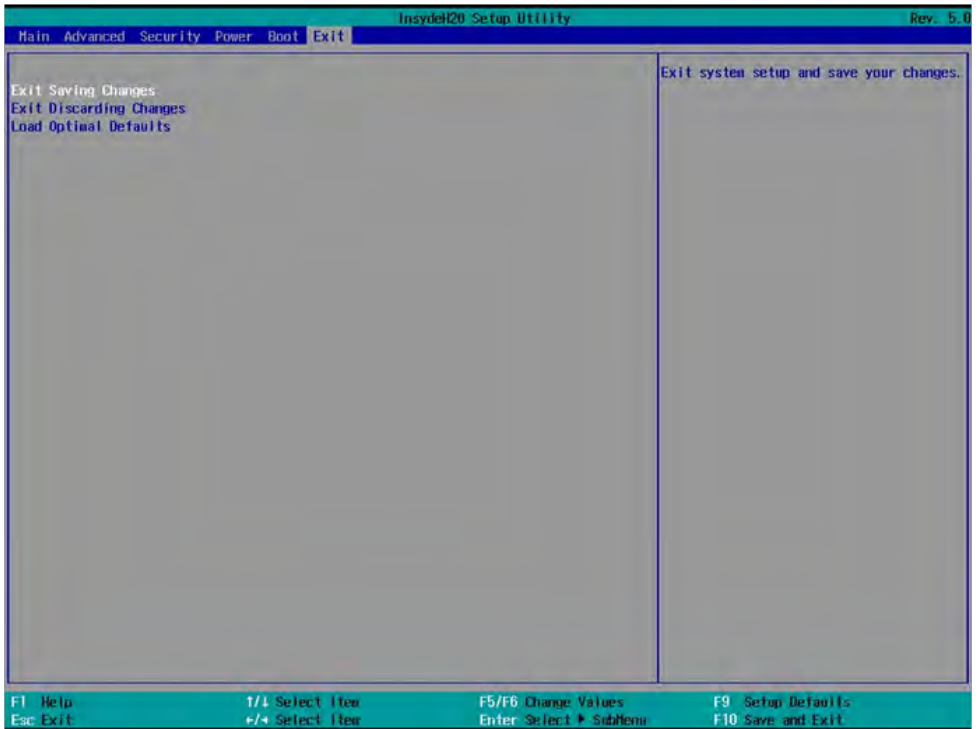 InsydeH20 Setup Utility Rev. 5.0
Main Advanced Security Power Boot Exit
Exit system setup and save your changes.
Exit Saving Changes
Exit Discarding Changes
Load Optimal Defaults
F1 Help ↑/↓ Select Item F5/F6 Change Values F9 Setup Defaults
Esc Exit ←/→ Select Item Enter Select ▶ SubMenu F10 Save and Exit